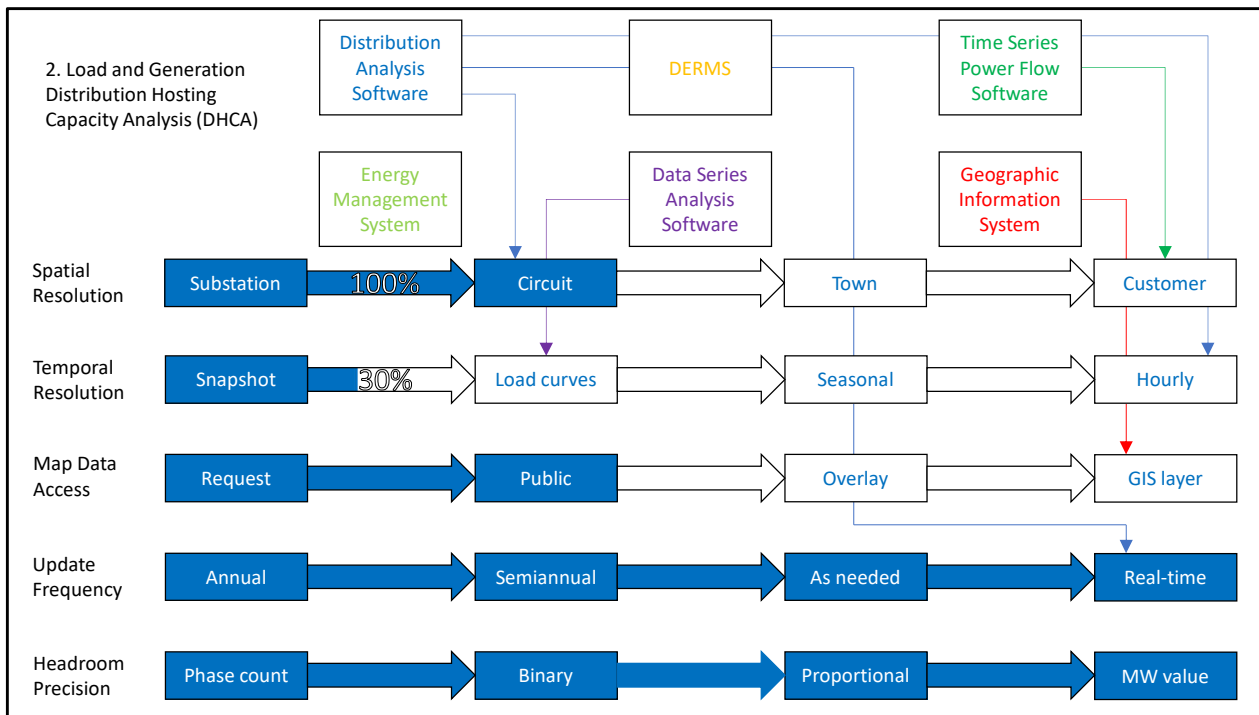 2. Load and Generation
Distribution Hosting
Capacity Analysis (DHCA)
Distribution
Analysis
Software
DERMS
Time Series
Power Flow
Software
Energy
Management
System
Data Series
Analysis
Software
Geographic
Information
System
Spatial
Resolution
Substation
100%
Circuit
Town
Customer
Temporal
Resolution
Snapshot
30%
Load curves
Seasonal
Hourly
Map Data
Access
Request
Public
Overlay
GIS layer
Update
Frequency
Annual
Semiannual
As needed
Real-time
Headroom
Precision
Phase count
Binary
Proportional
MW value